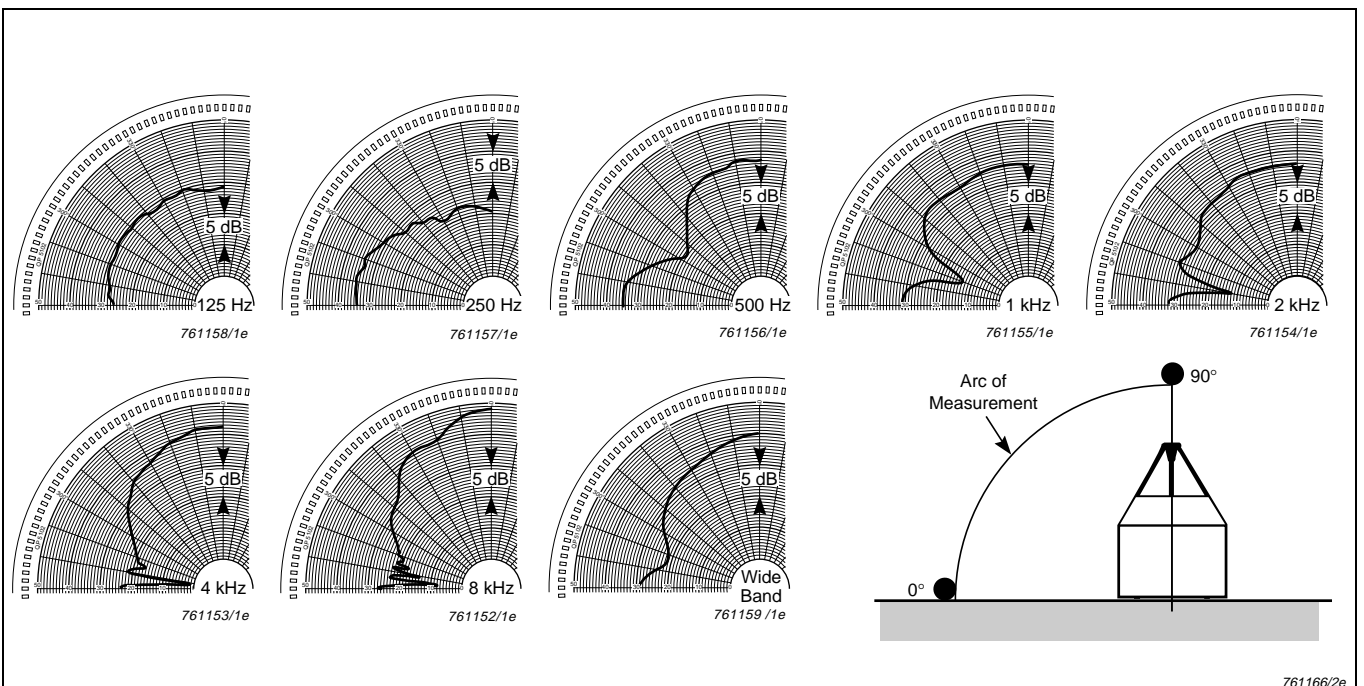 5 dB
125 Hz
761158/1e
5 dB
250 Hz
761157/1e
5 dB
500 Hz
761156/1e
5 dB
1 kHz
761155/1e
5 dB
2 kHz
761154/1e
5 dB
4 kHz
761153/1e
5 dB
8 kHz
761152/1e
5 dB
Wide
Band
761159 /1e
Arc of
Measurement
90°
0°
761166/2e